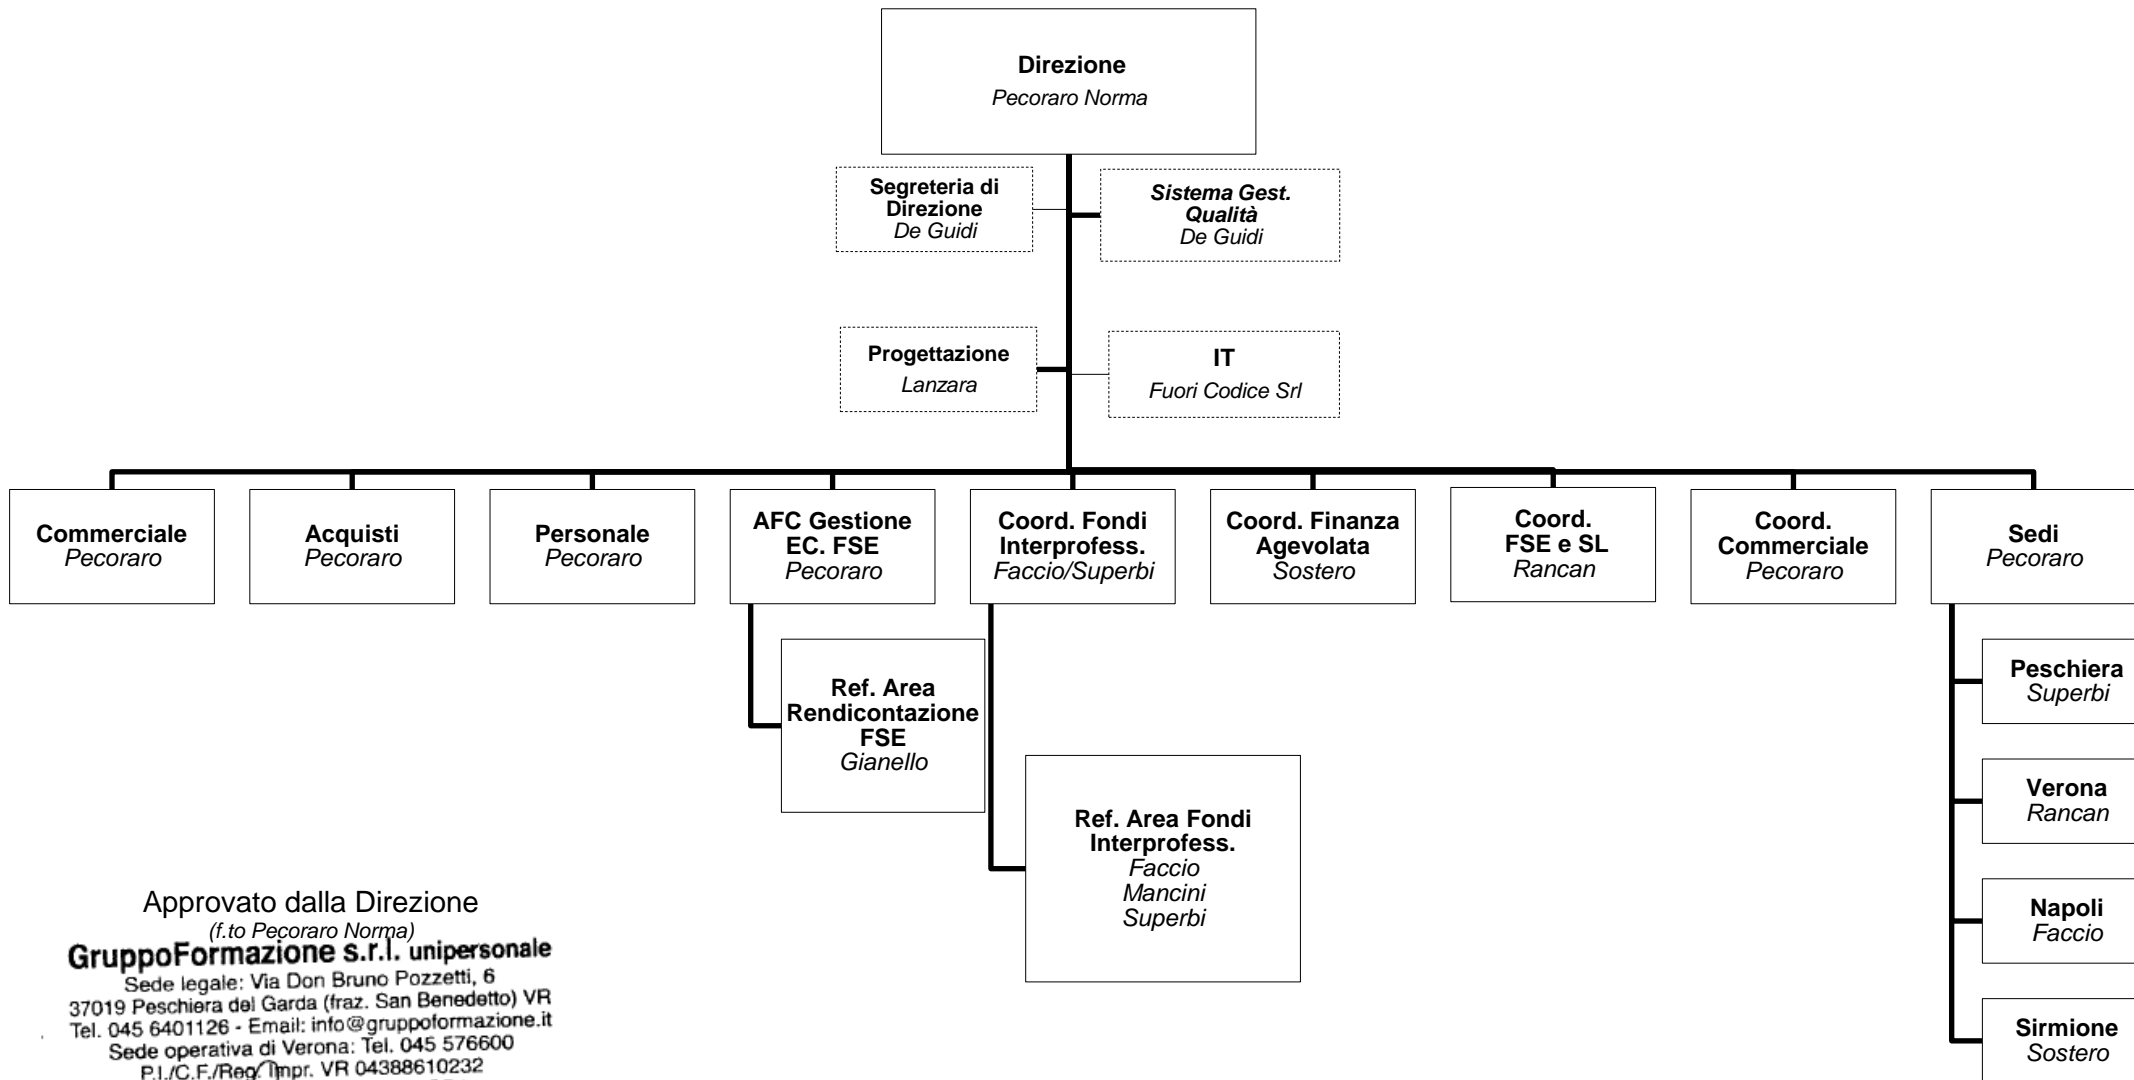 Direzione
Pecoraro Norma
Segreteria di
Direzione
De Guidi
Sistema Gest.
Qualità
De Guidi
Progettazione
Lanzara
IT
Fuori Codice Srl
Commerciale
Pecoraro
Acquisti
Pecoraro
Personale
Pecoraro
AFC Gestione
EC. FSE
Pecoraro
Coord. Fondi
Interprofess.
Faccio/Superbi
Coord. Finanza
Agevolata
Sostero
Coord.
FSE e SL
Rancan
Coord.
Commerciale
Pecoraro
Sedi
Pecoraro
Ref. Area
Rendicontazione
FSE
Gianello
Ref. Area Fondi
Interprofess.
Faccio
Mancini
Superbi
Peschiera
Superbi
Verona
Rancan
Napoli
Faccio
Sirmione
Sostero
Approvato dalla Direzione
(f.to Pecoraro Norma)
GruppoFormazione s.r.l. unipersonale
Sede legale: Via Don Bruno Pozzetti, 6
37019 Peschiera del Garda (fraz. San Benedetto) VR
Tel. 045 6401126 - Email: info@gruppoformazione.it
Sede operativa di Verona: Tel. 045 576600
P.I./C.F./Reg. Impr. VR 04388610232